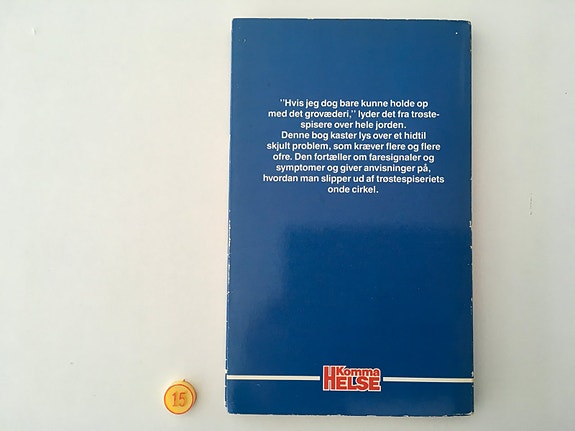 "Hvis jeg dog bare kunne holde op
med det grovæderi," lyder det fra trøste-
spisere over hele jorden.
Denne bog kaster lys over et hidtil
skjult problem, som kræver flere og flere
ofre. Den fortæller om faresignaler og
symptomer og giver anvisninger på,
hvordan man slipper ud af trøstespiseriets
onde cirkel.
Komma
HELSE
15